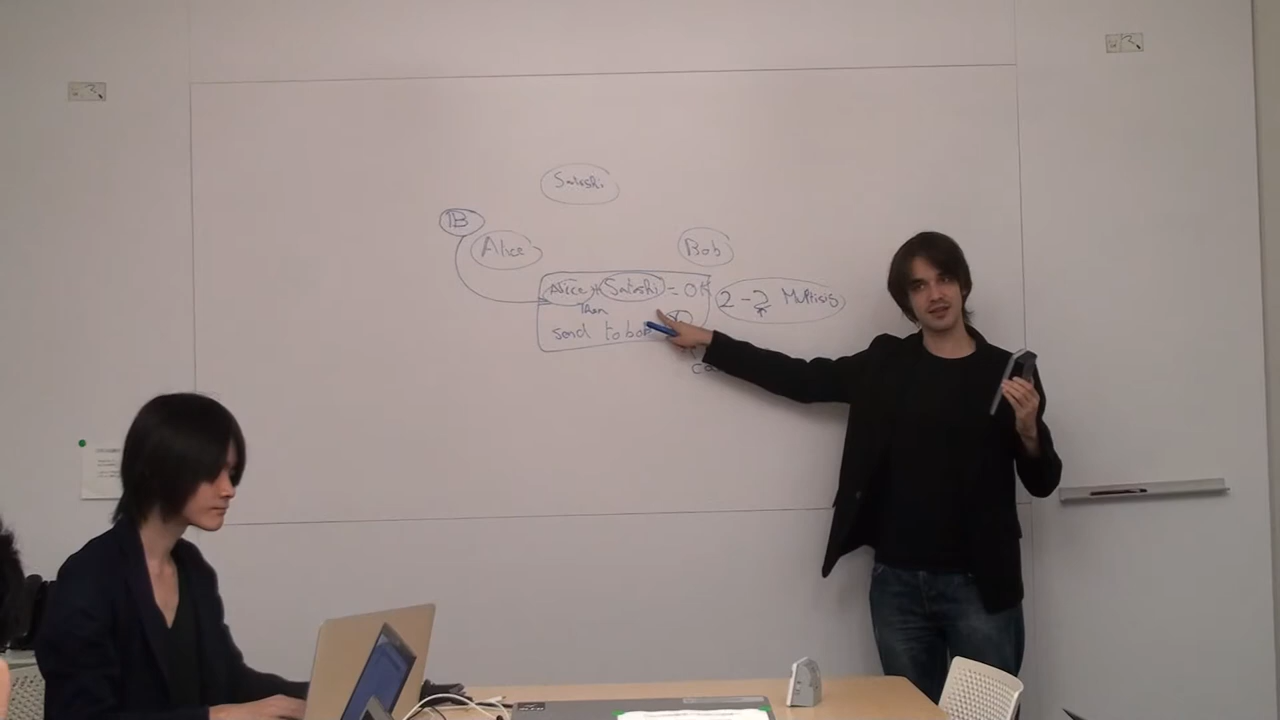 Satoshi
1B
Alice
Bob
Alice + Satoshi = OK
Then
send to bob
2-2 Multisig